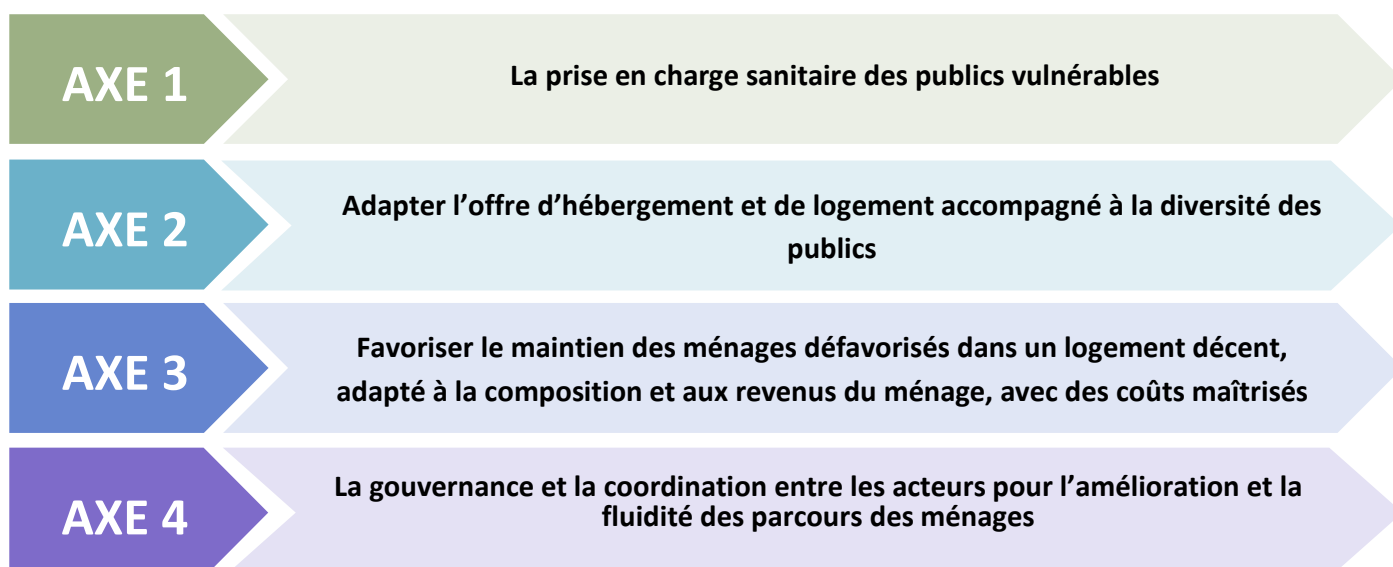 AXE 1
La prise en charge sanitaire des publics vulnérables
AXE 2
Adapter l’offre d’hébergement et de logement accompagné à la diversité des
publics
AXE 3
Favoriser le maintien des ménages défavorisés dans un logement décent,
adapté à la composition et aux revenus du ménage, avec des coûts maîtrisés
AXE 4
La gouvernance et la coordination entre les acteurs pour l’amélioration et la
fluidité des parcours des ménages